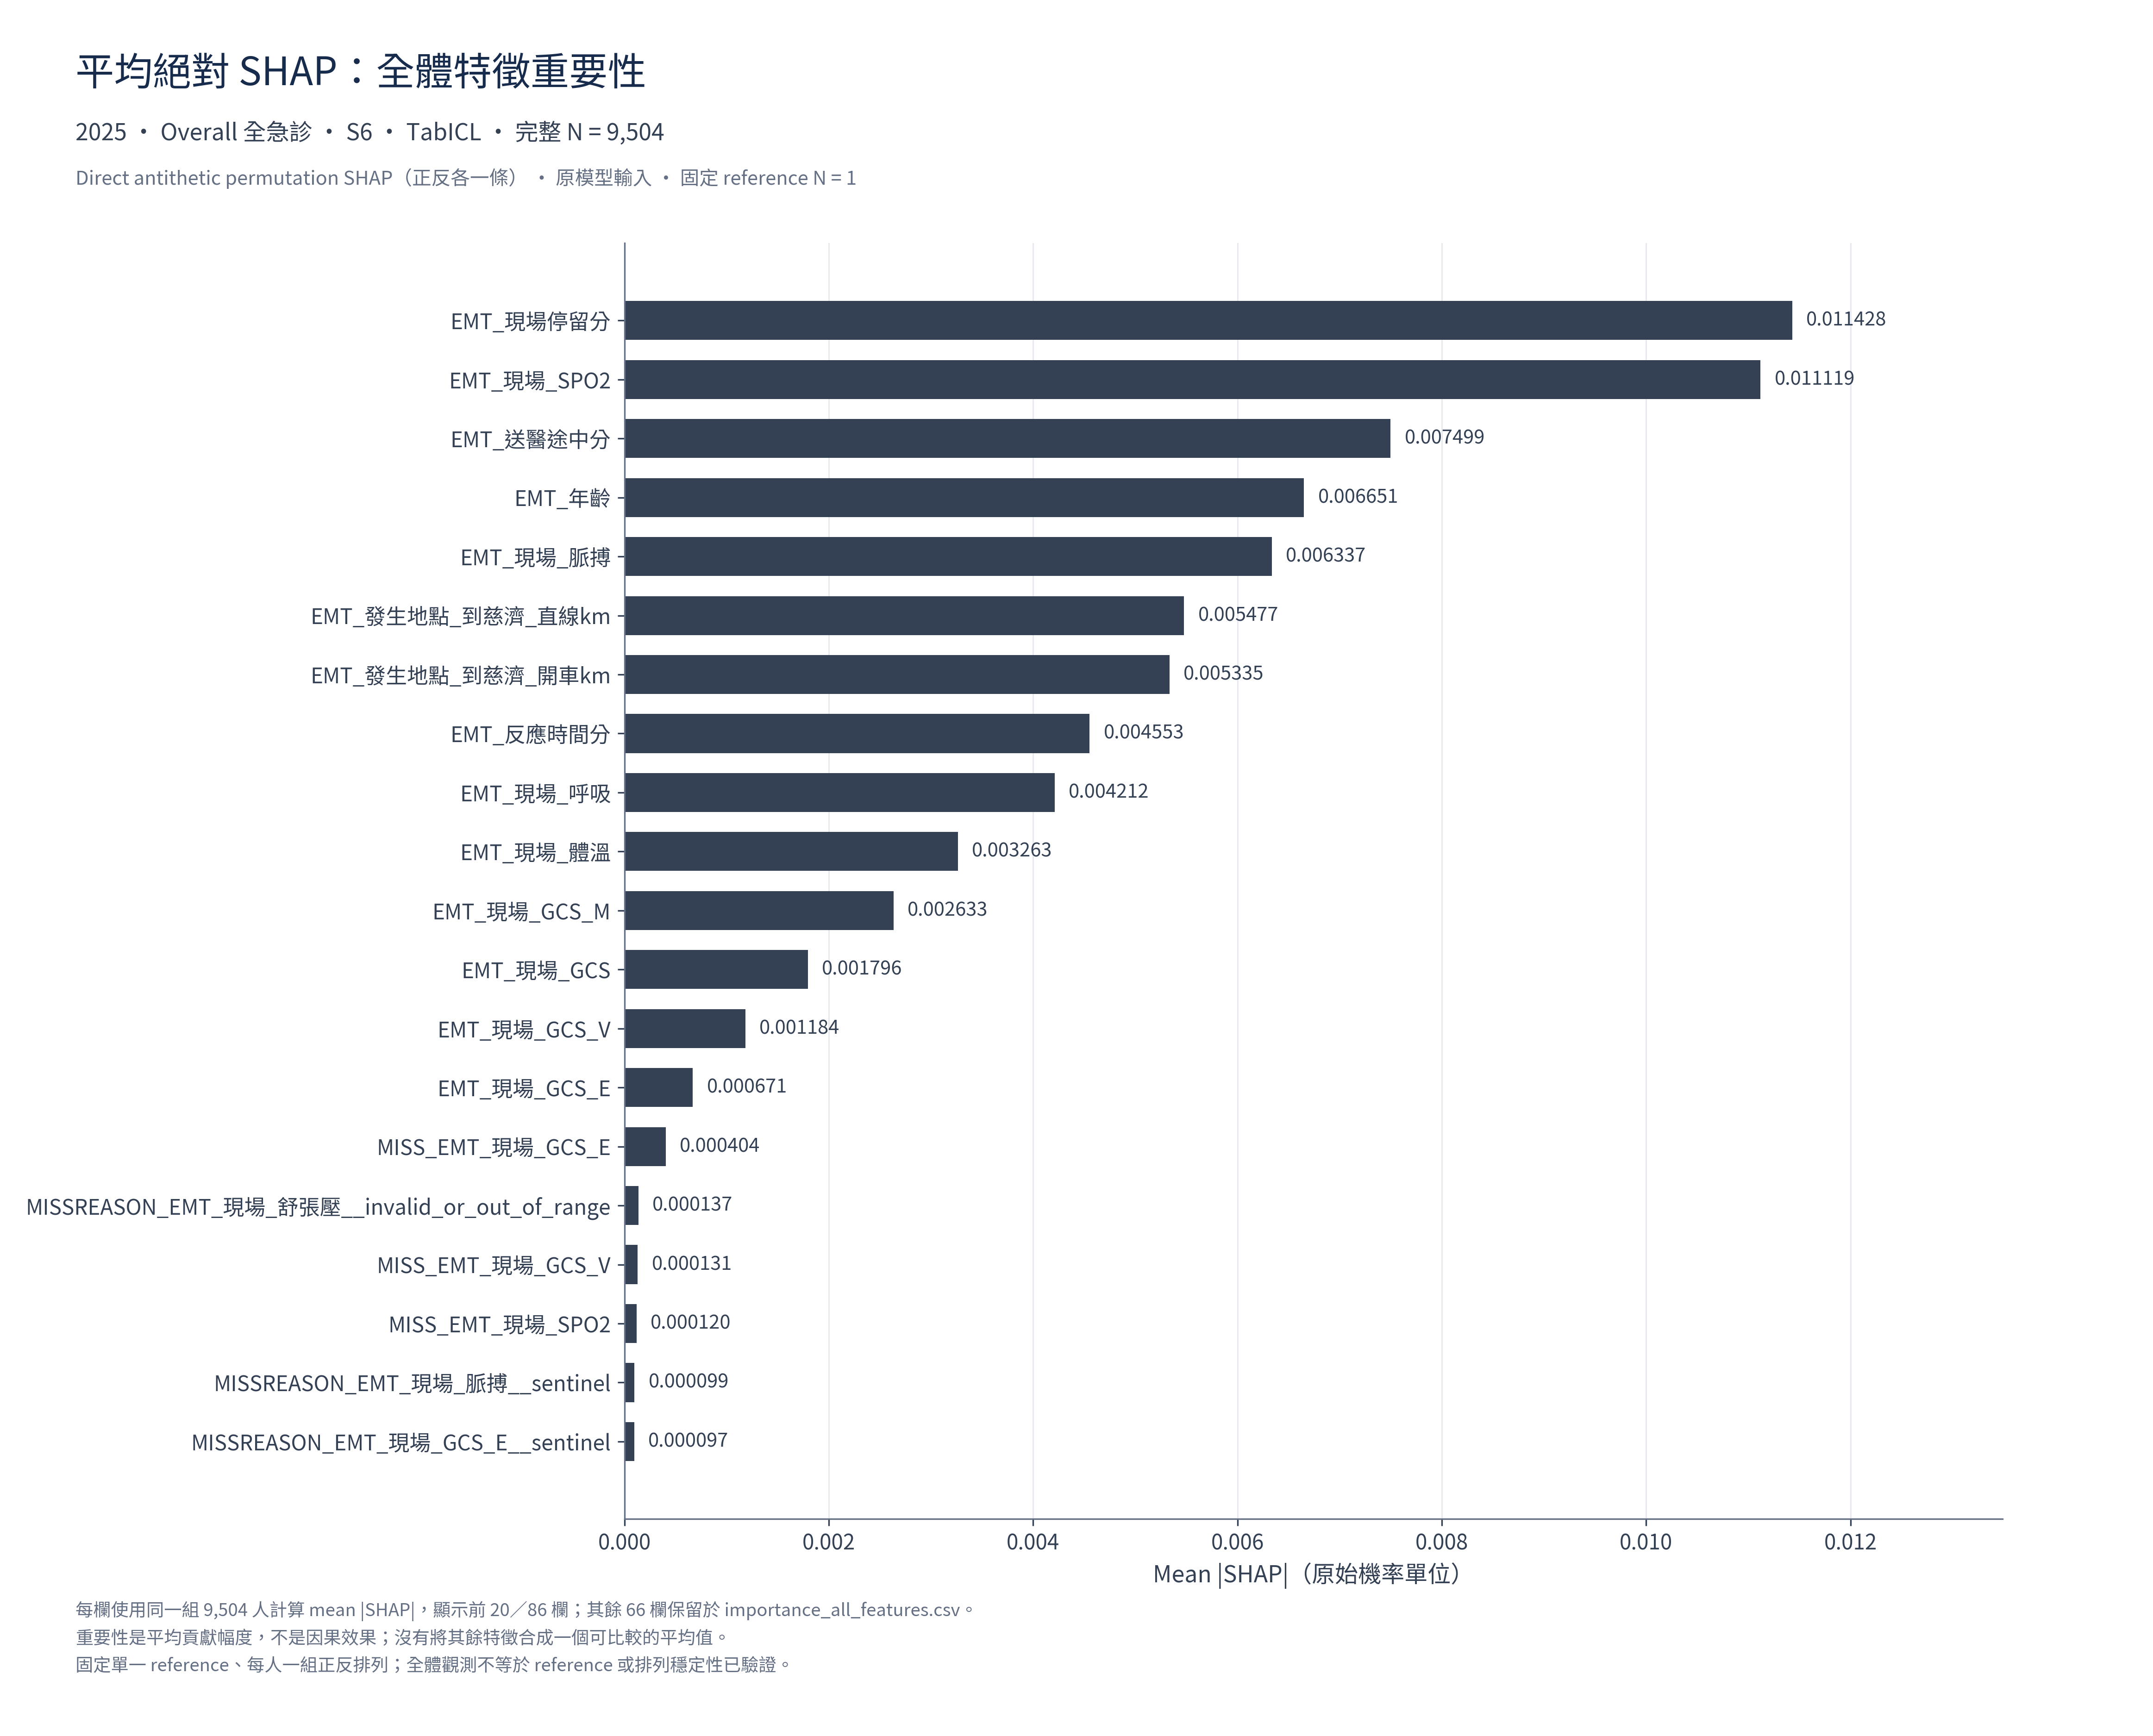 平均絕對 SHAP：全體特徵重要性
2025 • Overall 全急診 • S6 • TabICL • 完整 N = 9,504
Direct antithetic permutation SHAP（正反各一條） • 原模型輸入 • 固定 reference N = 1
EMT_現場停留分 0.011428
EMT_現場_SPO2 0.011119
EMT_送醫途中分 0.007499
EMT_年齡 0.006651
EMT_現場_脈搏 0.006337
EMT_發生地點_到慈濟_直線km 0.005477
EMT_發生地點_到慈濟_開車km 0.005335
EMT_反應時間分 0.004553
EMT_現場_呼吸 0.004212
EMT_現場_體溫 0.003263
EMT_現場_GCS_M 0.002633
EMT_現場_GCS 0.001796
EMT_現場_GCS_V 0.001184
EMT_現場_GCS_E 0.000671
MISS_EMT_現場_GCS_E 0.000404
MISSREASON_EMT_現場_舒張壓__invalid_or_out_of_range 0.000137
MISS_EMT_現場_GCS_V 0.000131
MISS_EMT_現場_SPO2 0.000120
MISSREASON_EMT_現場_脈搏__sentinel 0.000099
MISSREASON_EMT_現場_GCS_E__sentinel 0.000097
0.000 0.002 0.004 0.006 0.008 0.010 0.012
Mean |SHAP|（原始機率單位）
每欄使用同一組 9,504 人計算 mean |SHAP|，顯示前 20／86 欄；其餘 66 欄保留於 importance_all_features.csv。
重要性是平均貢獻幅度，不是因果效果；沒有將其餘特徵合成一個可比較的平均值。
固定單一 reference、每人一組正反排列；全體觀測不等於 reference 或排列穩定性已驗證。